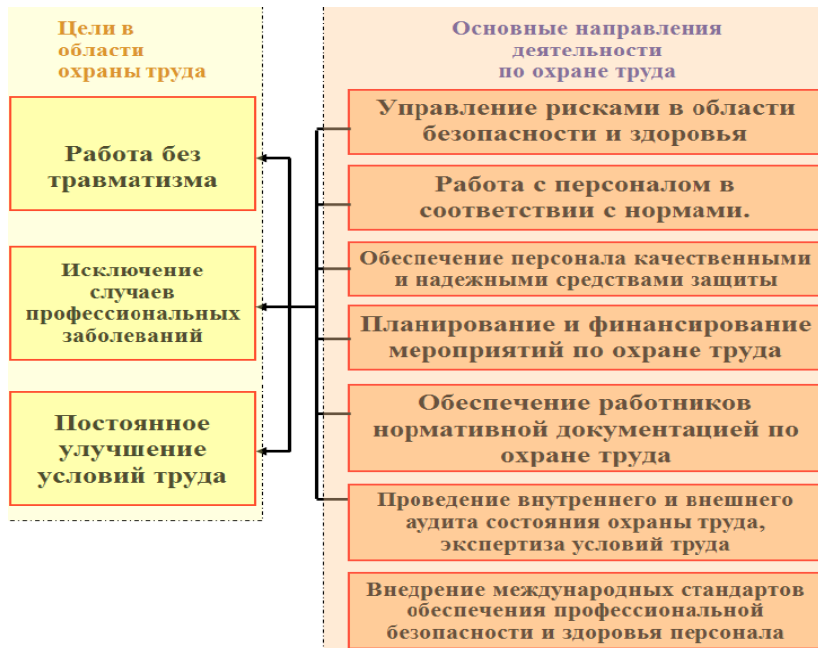 Цели в
области
охраны труда
Работа без
травматизма
Исключение
случаев
профессиональных
заболеваний
Постоянное
улучшение
условий труда
Основные направления
деятельности
по охране труда
Управление рисками в области
безопасности и здоровья
Работа с персоналом в
соответствии с нормами.
Обеспечение персонала качественными
и надежными средствами защиты
Планирование и финансирование
мероприятий по охране труда
Обеспечение работников
нормативной документацией по
охране труда
Проведение внутреннего и внешнего
аудита состояния охраны труда,
экспертиза условий труда
Внедрение международных стандартов
обеспечения профессиональной
безопасности и здоровья персонала